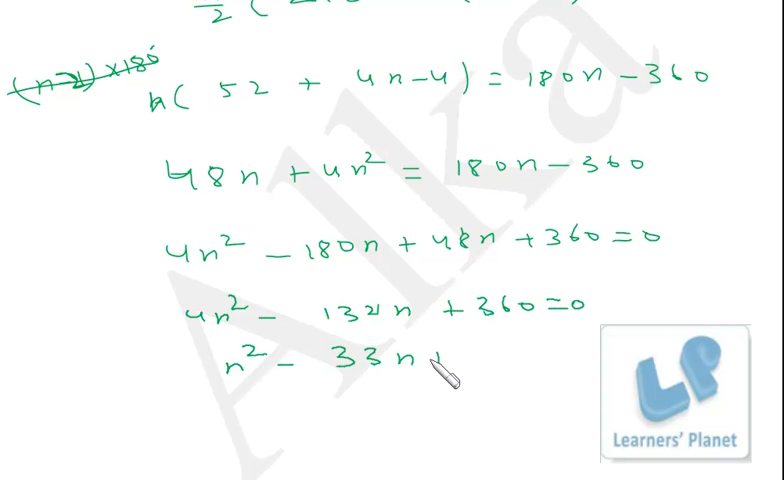 (n-2)×180
n( 52 + 4n-4) = 180n-360
48n + 4n² = 180n-360
4n² - 180n + 48n + 360 = 0
4n² - 132n + 360 = 0
n² - 33n +
Alka
LP
Learners' Planet